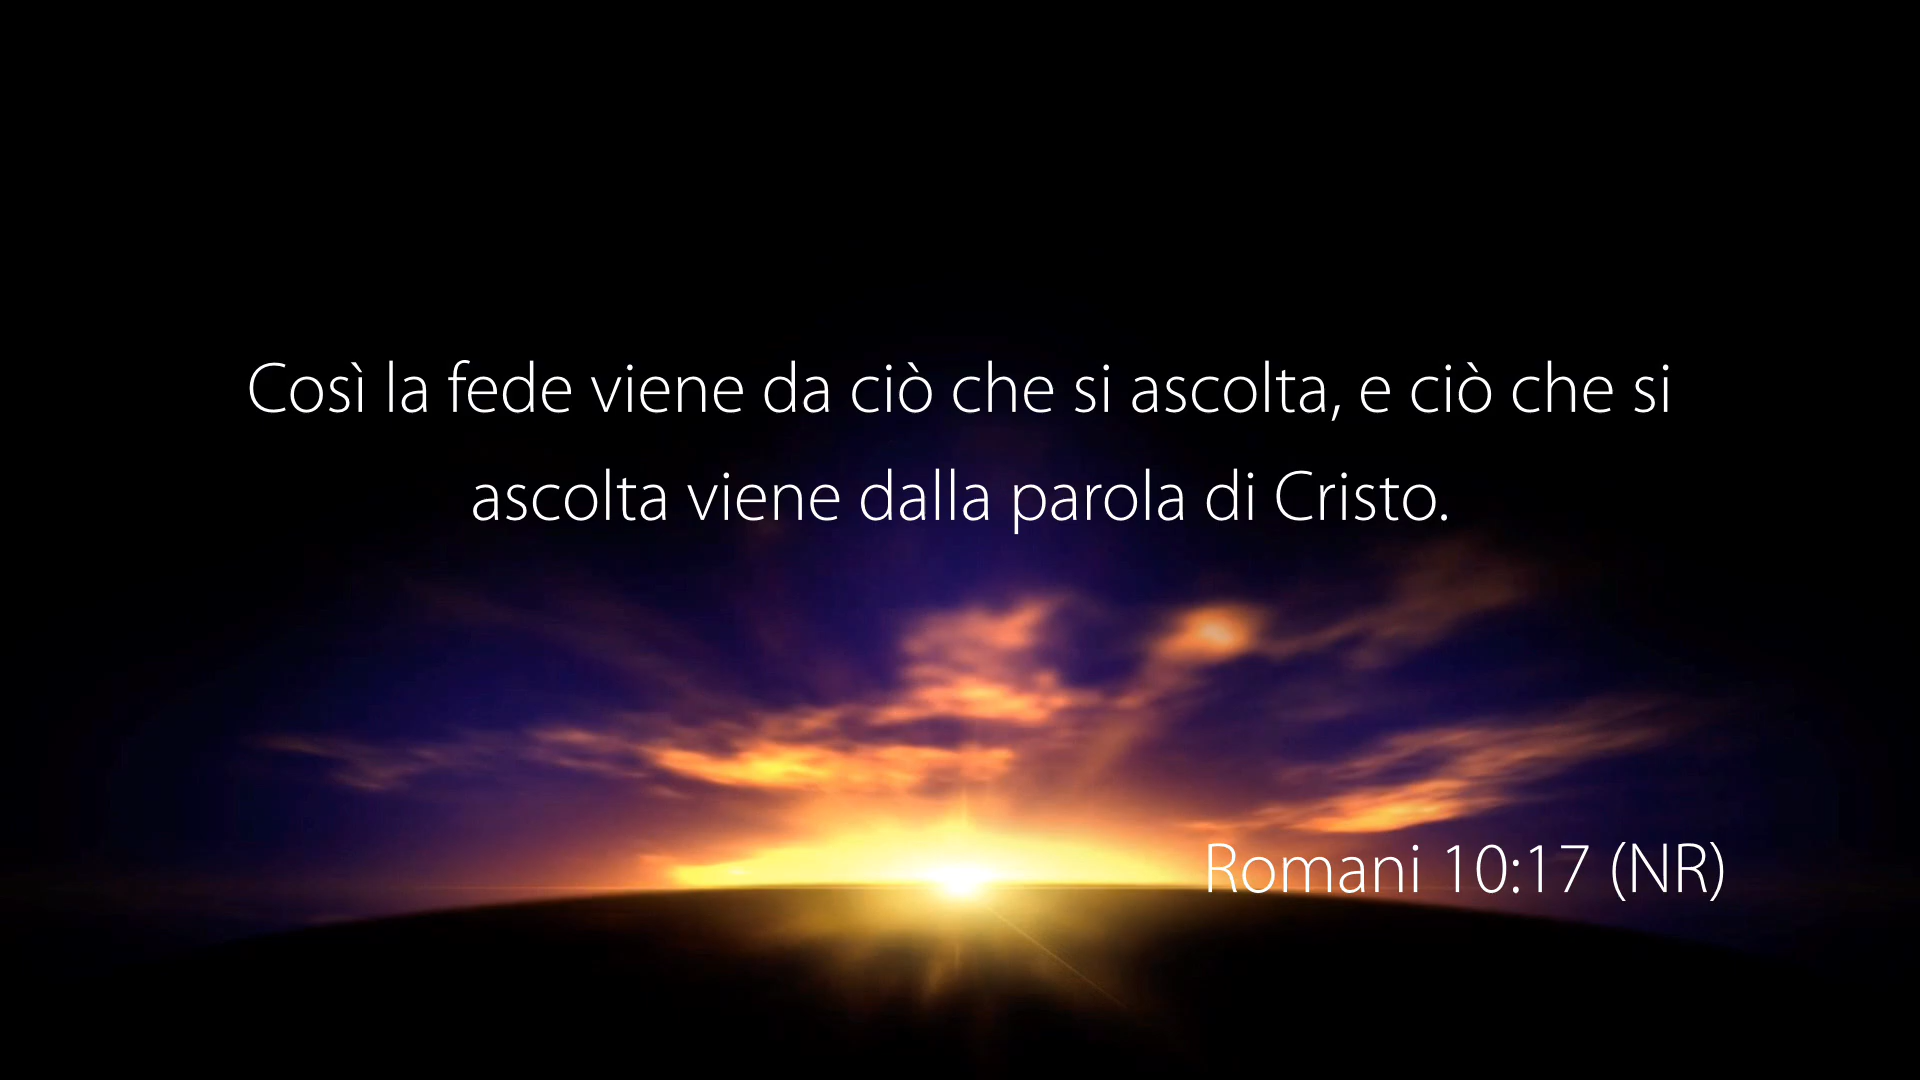 Così la fede viene da ciò che si ascolta, e ciò che si
ascolta viene dalla parola di Cristo.
Romani 10:17 (NR)